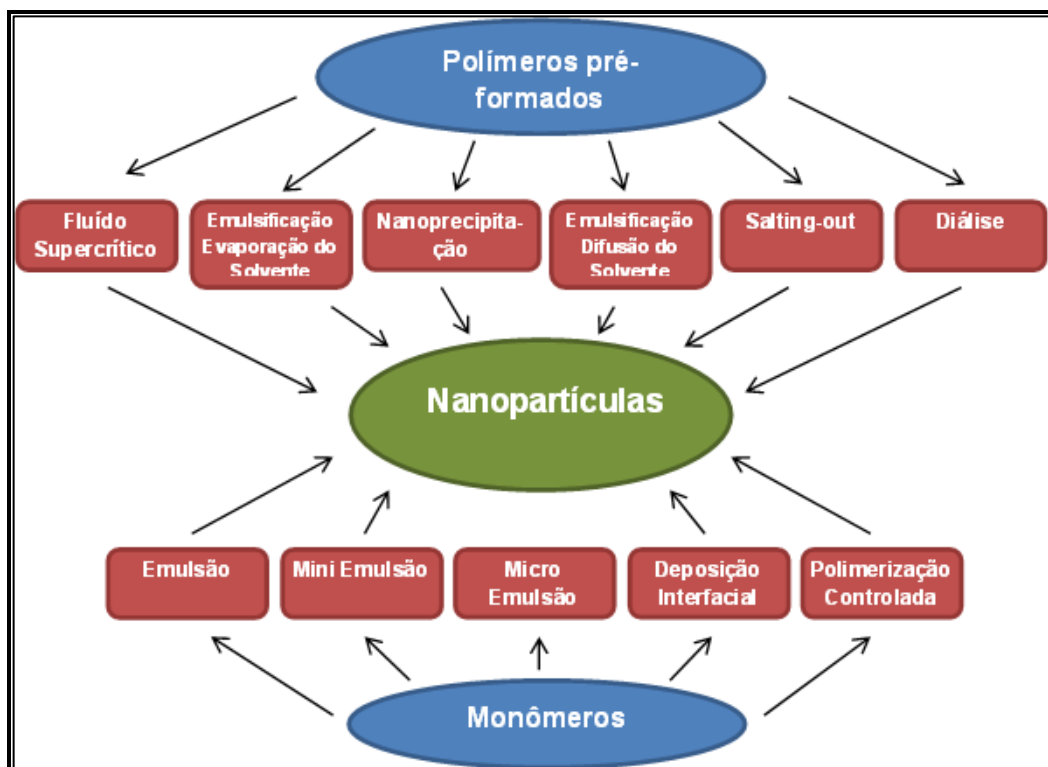 Polímeros pré-
formados
Fluído
Supercrítico
Emulsificação
Evaporação do
Solvente
Nanoprecipita-
ção
Emulsificação
Difusão do
Solvente
Salting-out
Diálise
Nanopartículas
Emulsão
Mini Emulsão
Micro
Emulsão
Deposição
Interfacial
Polimerização
Controlada
Monômeros